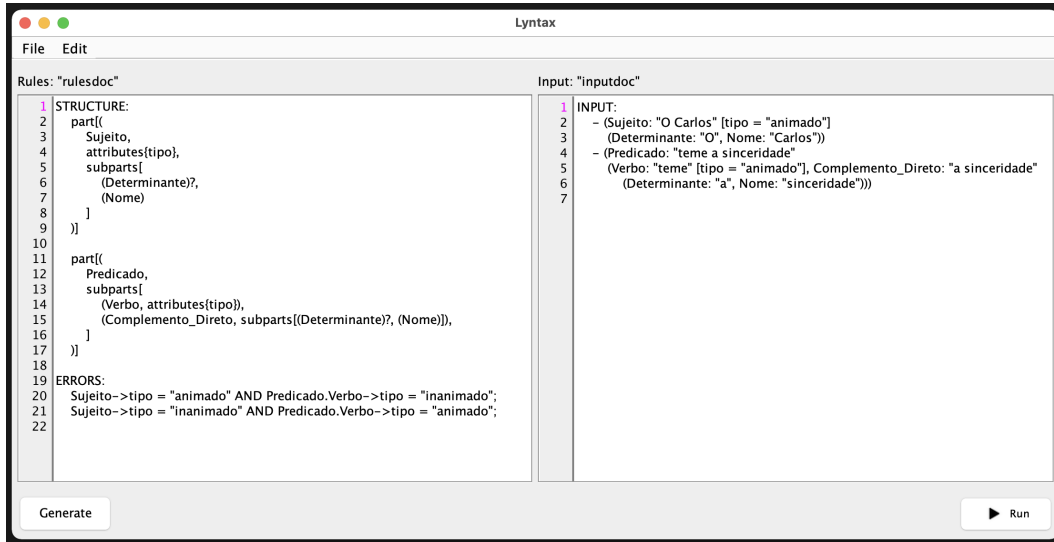 Lyntax
File Edit
Rules: "rulesdoc"
1 STRUCTURE:
2 part[(
3 Sujeito,
4 attributes{tipo},
5 subparts[
6 (Determinante)?,
7 (Nome)
8 ]
9 )]
10
11 part[(
12 Predicado,
13 subparts[
14 (Verbo, attributes{tipo}),
15 (Complemento_Direto, subparts[(Determinante)?, (Nome)]),
16 ]
17 )]
18
19 ERRORS:
20 Sujeito->tipo = "animado" AND Predicado.Verbo->tipo = "inanimado";
21 Sujeito->tipo = "inanimado" AND Predicado.Verbo->tipo = "animado";
22
Input: "inputdoc"
1 INPUT:
2 – (Sujeito: "O Carlos" [tipo = "animado"]
3 (Determinante: "O", Nome: "Carlos"))
4 – (Predicado: "teme a sinceridade"
5 (Verbo: "teme" [tipo = "animado"], Complemento_Direto: "a sinceridade"
6 (Determinante: "a", Nome: "sinceridade")))
7
Generate
Run